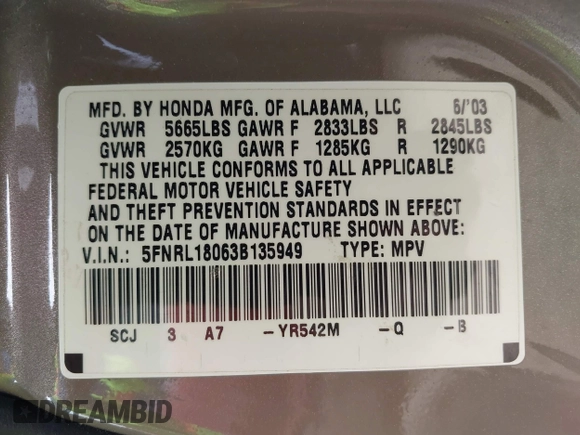 MFD. BY HONDA MFG. OF ALABAMA, LLC 6/'03
GVWR 5665LBS GAWR F 2833LBS R 2845LBS
GVWR 2570KG GAWR F 1285KG R 1290KG
THIS VEHICLE CONFORMS TO ALL APPLICABLE
FEDERAL MOTOR VEHICLE SAFETY
AND THEFT PREVENTION STANDARDS IN EFFECT
ON THE DATE OF MANUFACTURE SHOWN ABOVE:
V.I.N.: 5FNRL18063B135949 TYPE: MPV
SCJ 3 A7 -YR542M -Q -B
DREAMBID